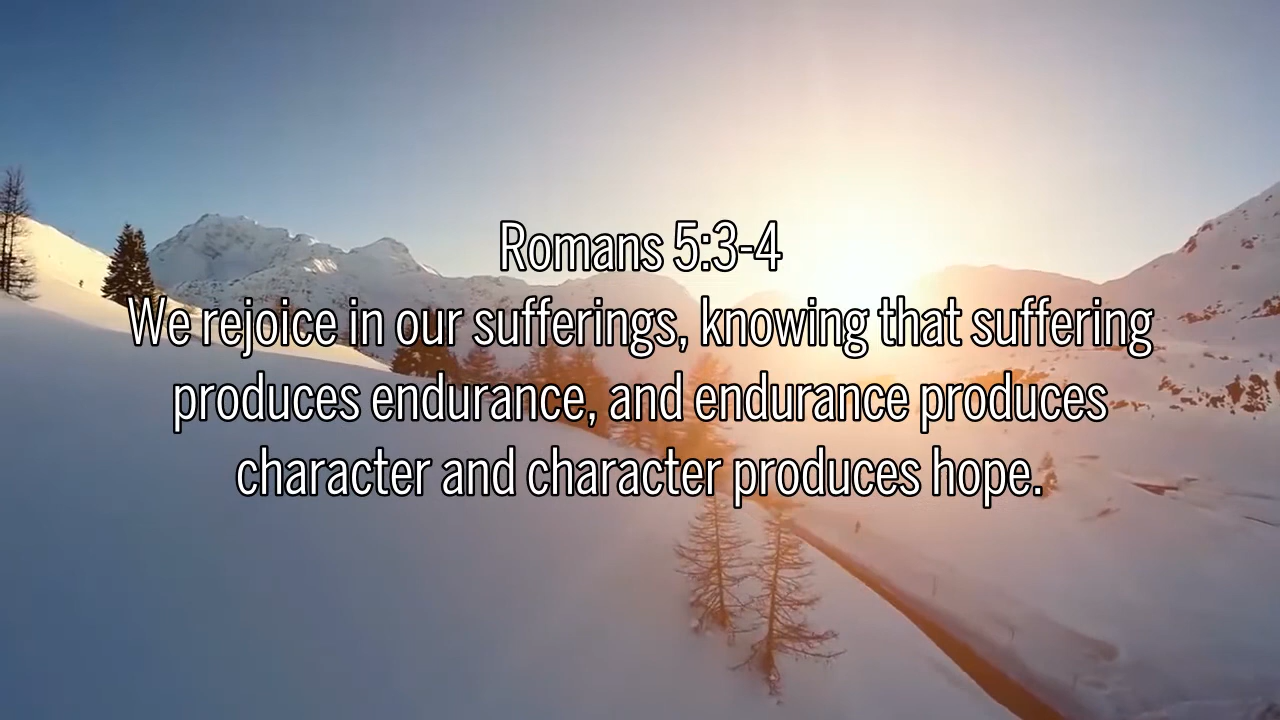 Romans 5:3-4
We rejoice in our sufferings, knowing that suffering
produces endurance, and endurance produces
character and character produces hope.